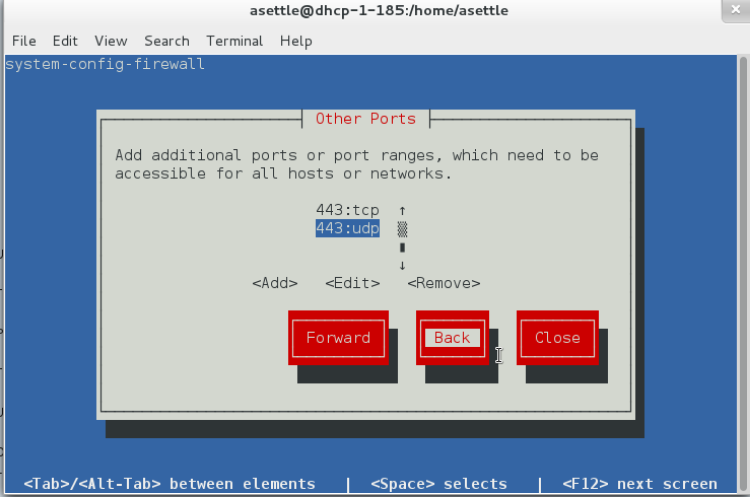 asettle@dhcp-1-185:/home/asettle
File Edit View Search Terminal Help
system-config-firewall
Other Ports
Add additional ports or port ranges, which need to be
accessible for all hosts or networks.
443:tcp ↑
443:udp
↓
<Add> <Edit> <Remove>
Forward Back Close
<Tab>/<Alt-Tab> between elements | <Space> selects | <F12> next screen